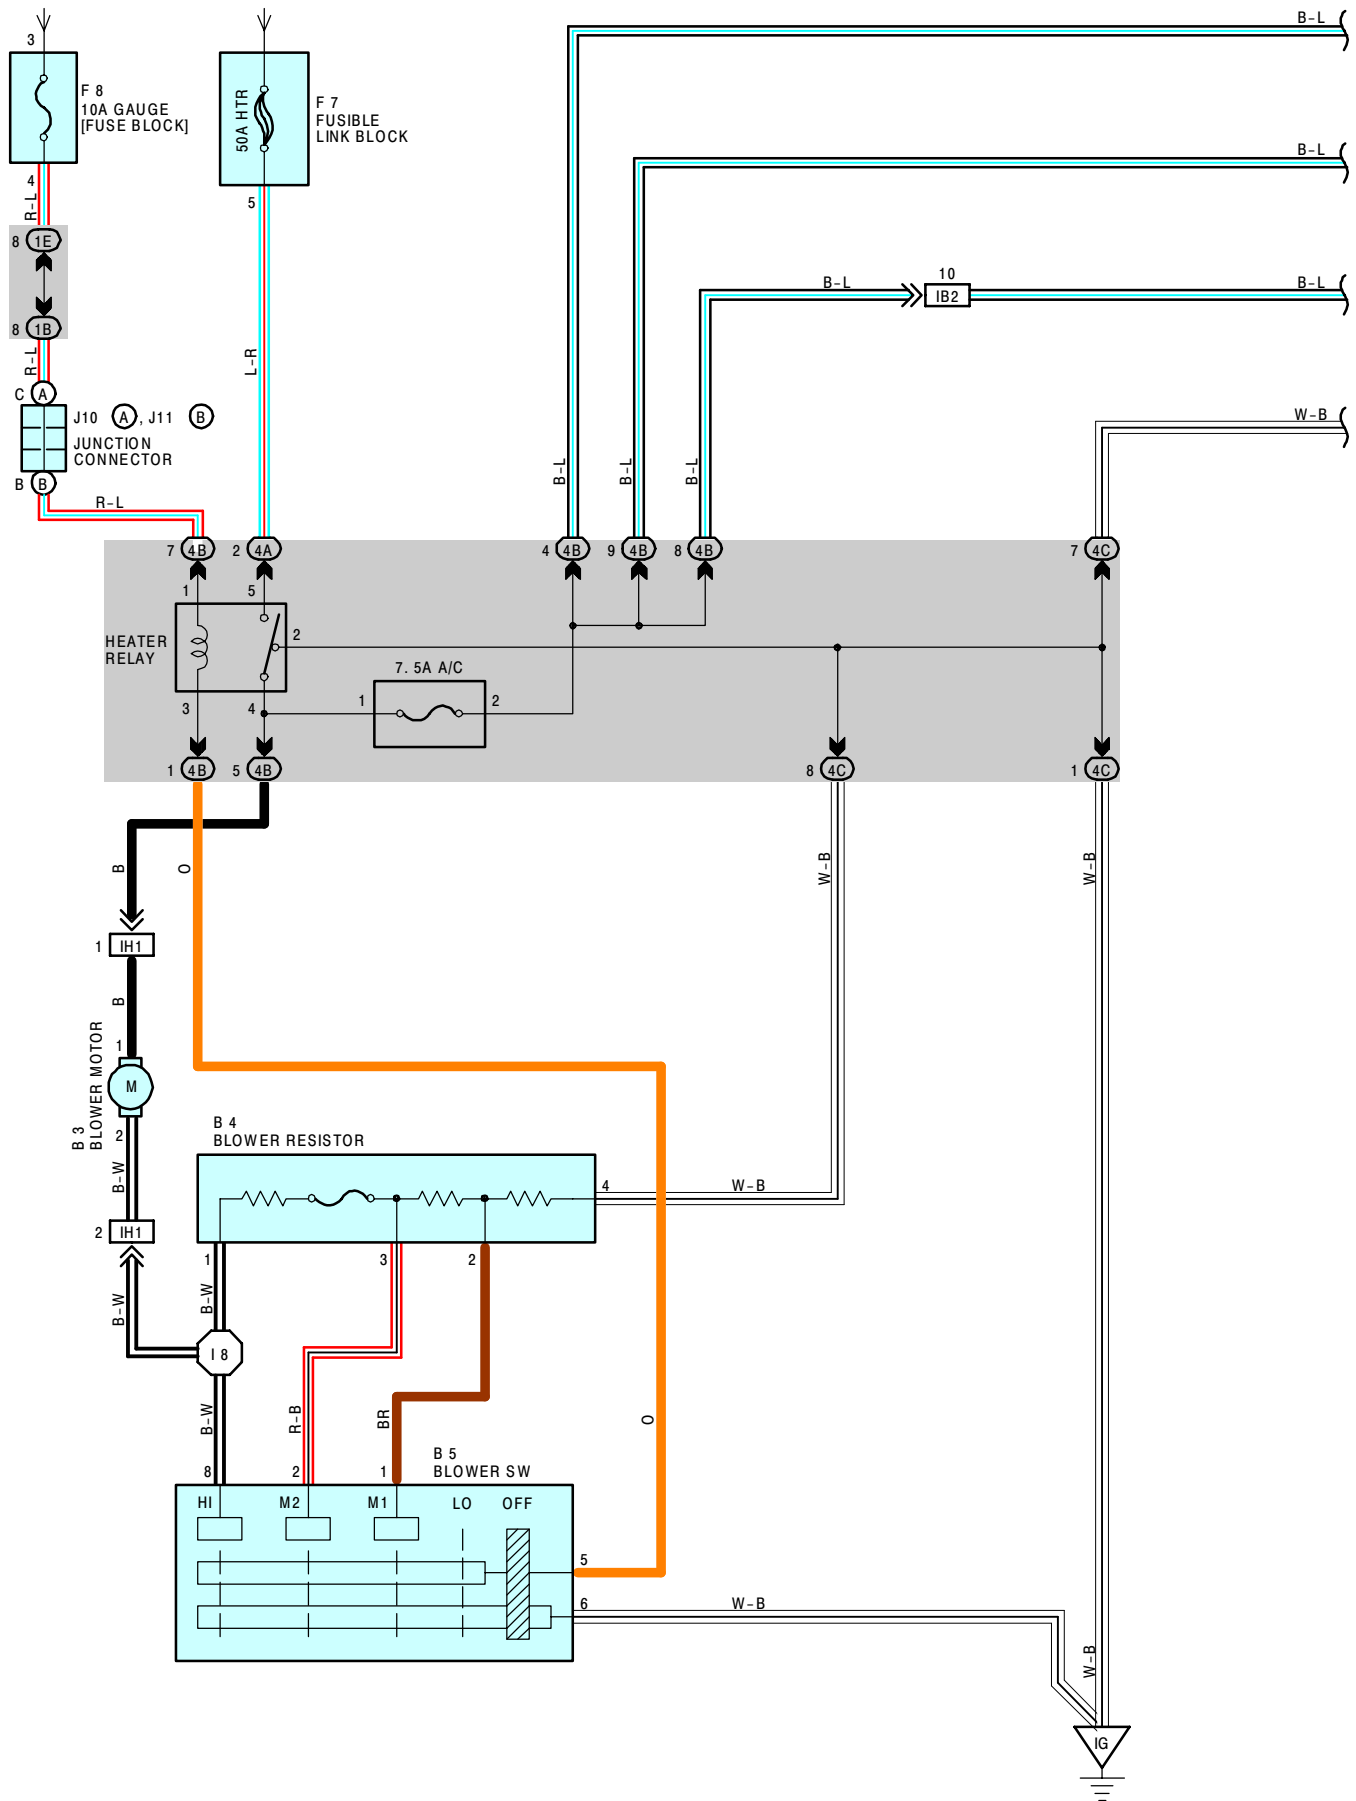 B-L
3
F 8
10A GAUGE
[FUSE BLOCK]
50A HTR
F 7
FUSIBLE
LINK BLOCK
B-L
4
R-L
5
8 1E
10
B-L
IB2
B-L
8 1B
R-L
L-R
C A
J10 A , J11 B
JUNCTION
CONNECTOR
W-B
B B
R-L
B-L
B-L
B-L
7 4B
2 4A
4 4B
9 4B
8 4B
7 4C
1
5
HEATER
RELAY
2
7. 5A A/C
3
4
1
2
1 4B
5 4B
8 4C
1 4C
B
O
W-B
W-B
1 IH1
B
1
B 3
BLOWER MOTOR
M
2
B-W
B 4
BLOWER RESISTOR
4
W-B
2 IH1
1
3
2
B-W
B-W
I 8
B-W
R-B
BR
O
B 5
BLOWER SW
8
2
1
HI
M2
M1
LO
OFF
5
6
W-B
W-B
IG